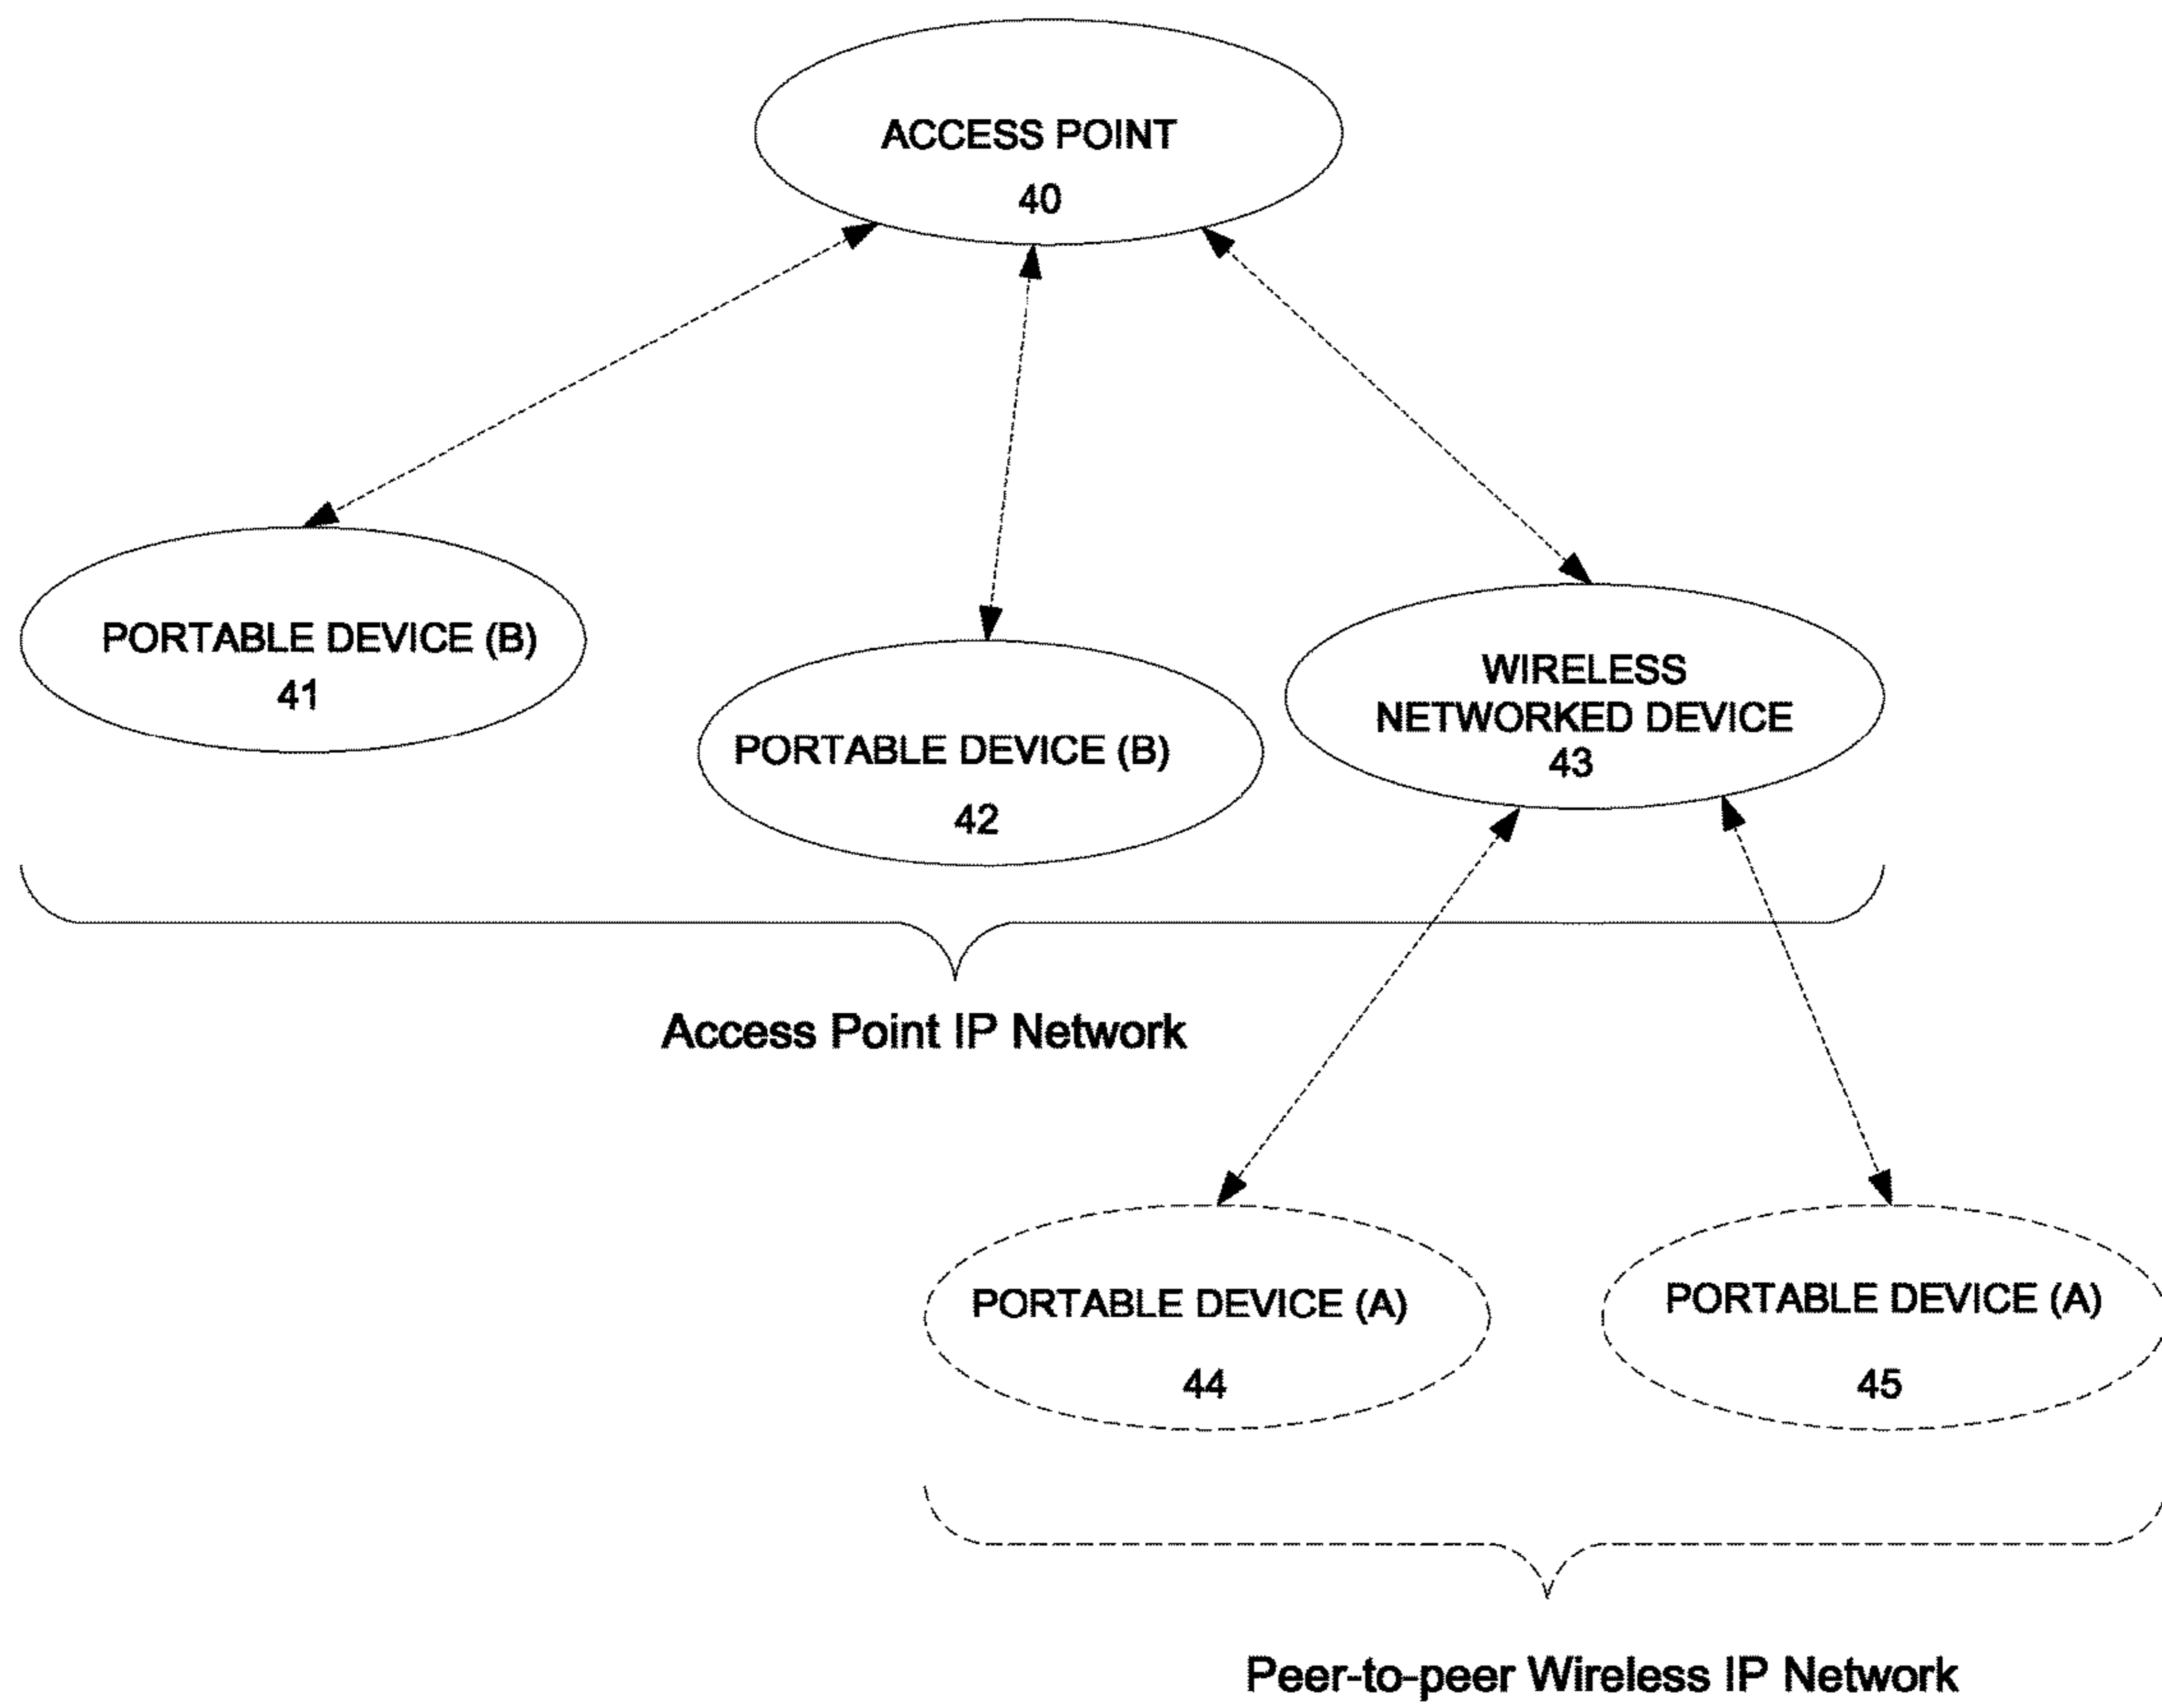 ACCESS POINT
40
PORTABLE DEVICE (B)
41
PORTABLE DEVICE (B)
42
WIRELESS
NETWORKED DEVICE
43
Access Point IP Network
PORTABLE DEVICE (A)
44
PORTABLE DEVICE (A)
45
Peer-to-peer Wireless IP Network